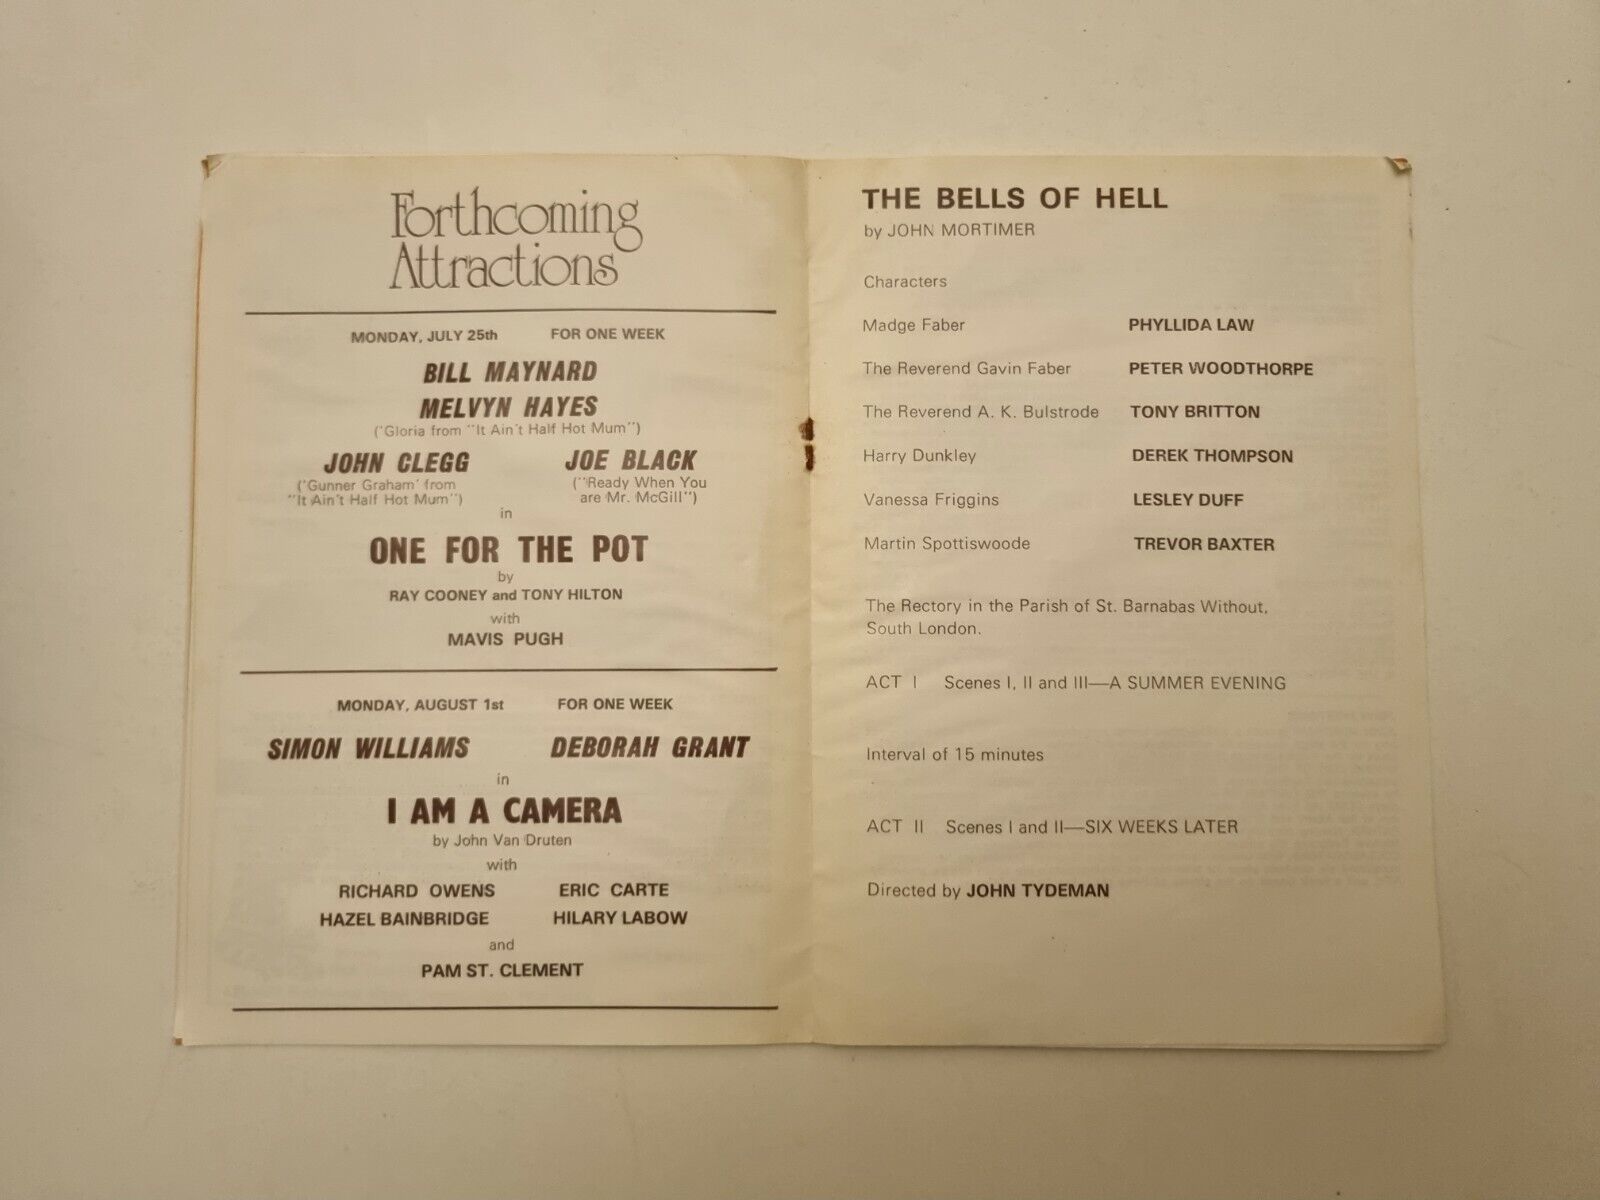 Forthcoming
Attractions
MONDAY, JULY 25th FOR ONE WEEK
BILL MAYNARD
MELVYN HAYES
('Gloria from "It Ain't Half Hot Mum")
JOHN CLEGG JOE BLACK
('Gunner Graham' from ("Ready When You
"It Ain't Half Hot Mum") are Mr. McGill")
in
ONE FOR THE POT
by
RAY COONEY and TONY HILTON
with
MAVIS PUGH
MONDAY, AUGUST 1st FOR ONE WEEK
SIMON WILLIAMS DEBORAH GRANT
in
I AM A CAMERA
by John Van Druten
with
RICHARD OWENS ERIC CARTE
HAZEL BAINBRIDGE HILARY LABOW
and
PAM ST. CLEMENT
THE BELLS OF HELL
by JOHN MORTIMER
Characters
Madge Faber PHYLLIDA LAW
The Reverend Gavin Faber PETER WOODTHORPE
The Reverend A. K. Bulstrode TONY BRITTON
Harry Dunkley DEREK THOMPSON
Vanessa Friggins LESLEY DUFF
Martin Spottiswoode TREVOR BAXTER
The Rectory in the Parish of St. Barnabas Without,
South London.
ACT I Scenes I, II and III—A SUMMER EVENING
Interval of 15 minutes
ACT II Scenes I and II—SIX WEEKS LATER
Directed by JOHN TYDEMAN